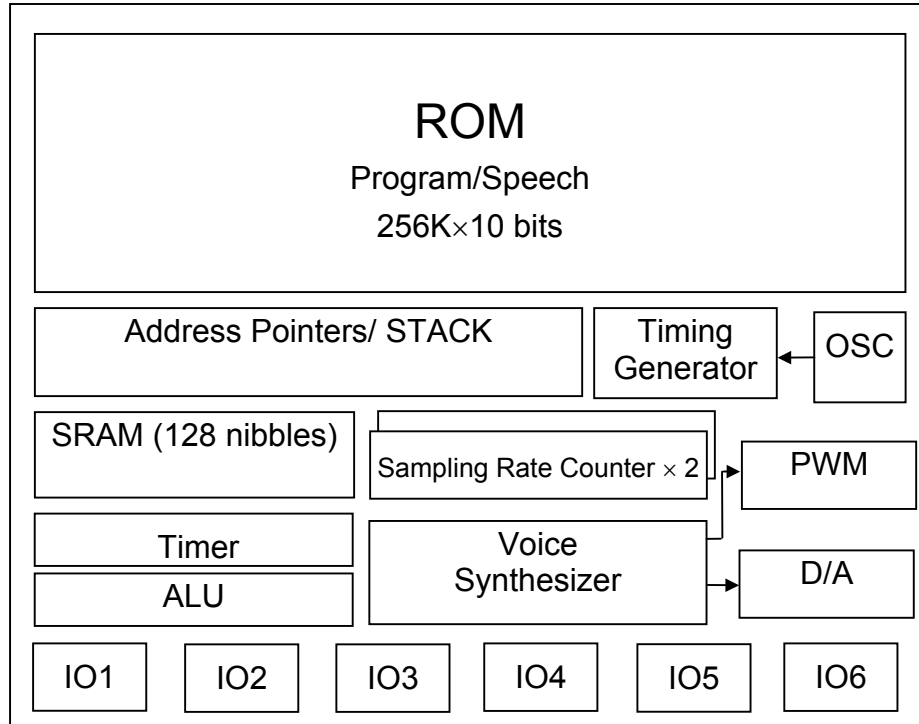 ROM
Program/Speech
256K×10 bits
Address Pointers/ STACK
Timing
Generator
OSC
SRAM (128 nibbles)
Sampling Rate Counter × 2
PWM
Timer
Voice
Synthesizer
D/A
ALU
IO1
IO2
IO3
IO4
IO5
IO6